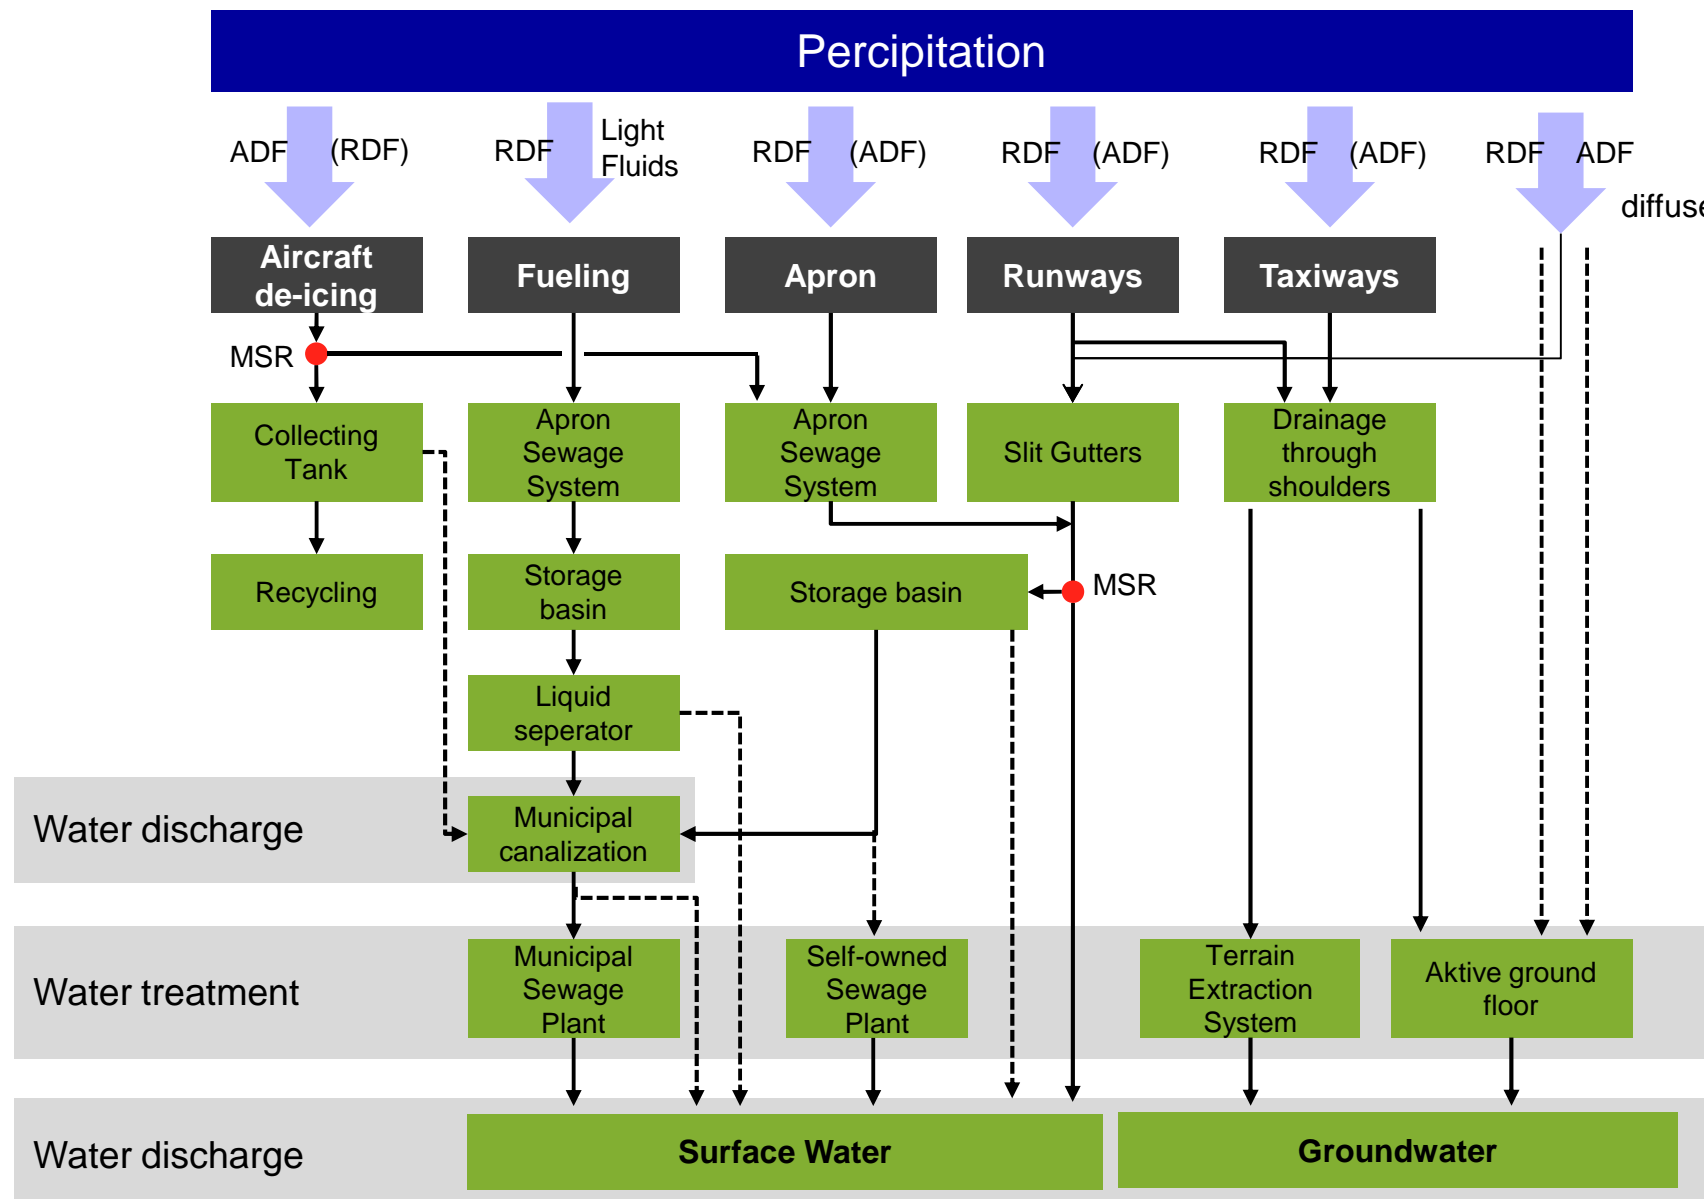 Percipitation
ADF (RDF)
RDF Light
Fluids
RDF (ADF)
RDF (ADF)
RDF (ADF)
RDF ADF
diffuse
Aircraft
de-icing
Fueling
Apron
Runways
Taxiways
MSR
Collecting
Tank
Apron
Sewage
System
Apron
Sewage
System
Slit Gutters
Drainage
through
shoulders
Recycling
Storage
basin
Storage basin
MSR
Liquid
seperator
Water discharge
Municipal
canalization
Water treatment
Municipal
Sewage
Plant
Self-owned
Sewage
Plant
Terrain
Extraction
System
Aktive ground
floor
Water discharge
Surface Water
Groundwater